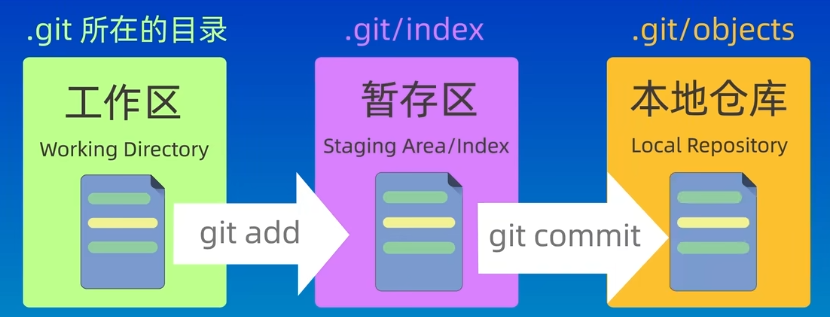 .git 所在的目录
.git/index
.git/objects
工作区
Working Directory
暂存区
Staging Area/Index
本地仓库
Local Repository
git add
git commit